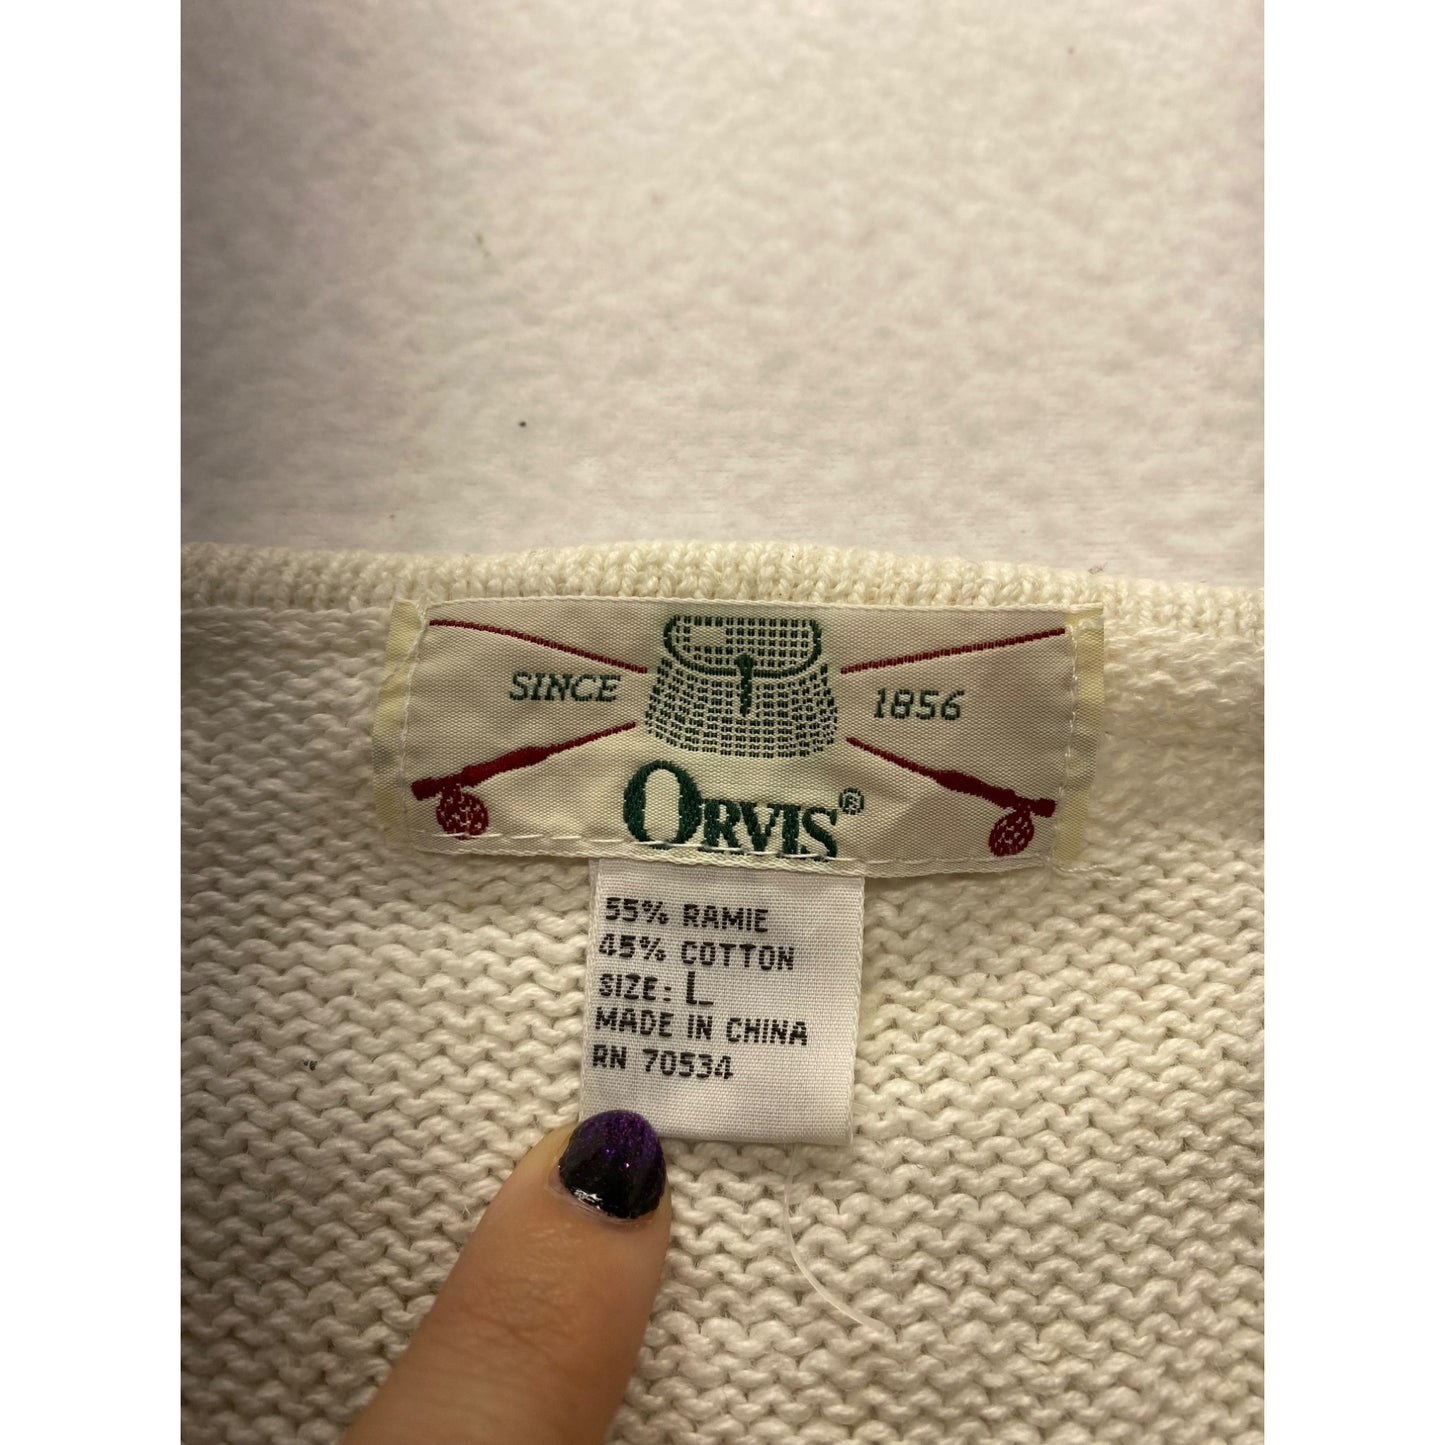 SINCE 1856
ORVIS®
55% RAMIE
45% COTTON
SIZE: L
MADE IN CHINA
RN 70534